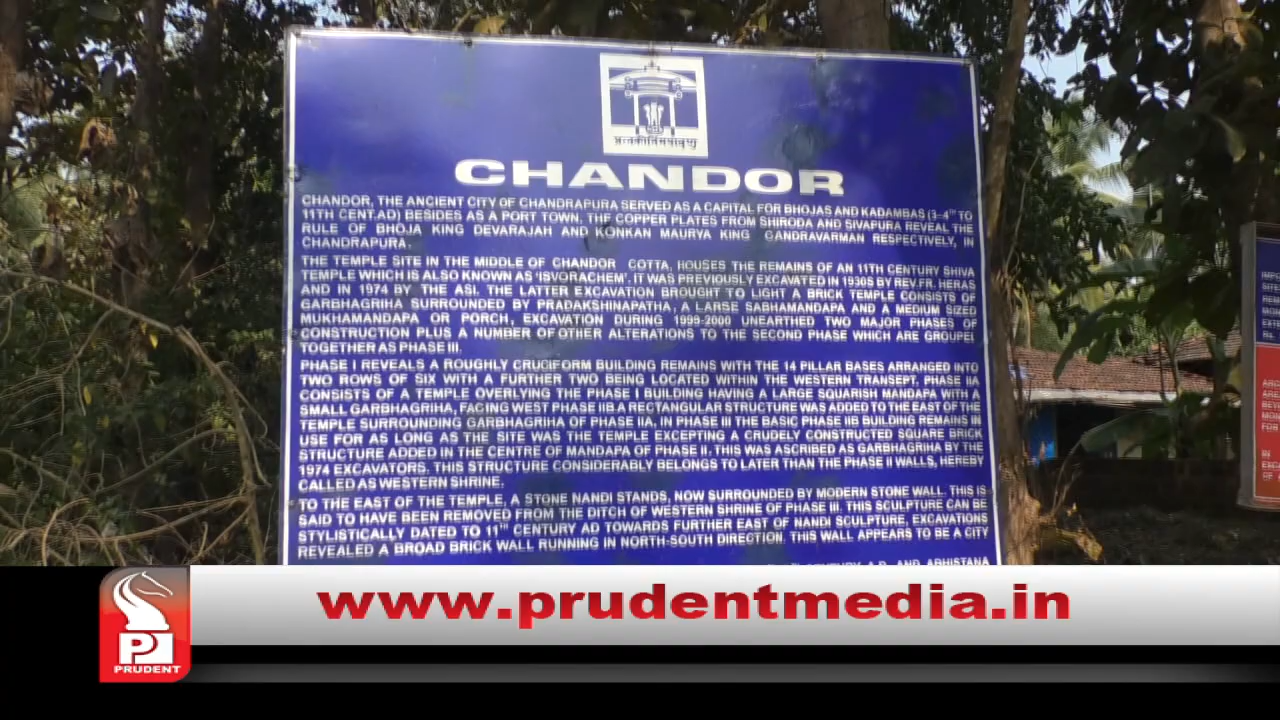 CHANDOR
CHANDOR, THE ANCIENT CITY OF CHANDRAPURA SERVED AS A CAPITAL FOR BHOJAS AND KADAMBAS (3-4TH TO
11TH CENT.AD) BESIDES AS A PORT TOWN, THE COPPER PLATES FROM SHIRODA AND SIVAPURA REVEAL THE
RULE OF BHOJA KING DEVARAJAH AND KONKAN MAURYA KING GANDRAVARMAN RESPECTIVELY, IN
CHANDRAPURA.
THE TEMPLE SITE IN THE MIDDLE OF CHANDOR COTTA, HOUSES THE REMAINS OF AN 11TH CENTURY SHIVA
TEMPLE WHICH IS ALSO KNOWN AS 'ISVORACHEM'. IT WAS PREVIOUSLY EXCAVATED IN 1930S BY REV.FR. HERAS
AND IN 1974 BY THE ASI. THE LATTER EXCAVATION BROUGHT TO LIGHT A BRICK TEMPLE CONSISTS OF
GARBHAGRIHA SURROUNDED BY PRADAKSHINAPATHA, A LARGE SABHAMANDAPA AND A MEDIUM SIZED
MUKHAMANDAPA OR PORCH, EXCAVATION DURING 1999-2000 UNEARTHED TWO MAJOR PHASES OF
CONSTRUCTION PLUS A NUMBER OF OTHER ALTERATIONS TO THE SECOND PHASE WHICH ARE GROUPEL
TOGETHER AS PHASE III.
PHASE I REVEALS A ROUGHLY CRUCIFORM BUILDING REMAINS WITH THE 14 PILLAR BASES ARRANGED INTO
TWO ROWS OF SIX WITH A FURTHER TWO BEING LOCATED WITHIN THE WESTERN TRANSEPT. PHASE IIA
CONSISTS OF A TEMPLE OVERLYING THE PHASE I BUILDING HAVING A LARGE SQUARISH MANDAPA WITH A
SMALL GARBHAGRIHA, FACING WEST PHASE IIB A RECTANGULAR STRUCTURE WAS ADDED TO THE EAST OF THE
TEMPLE SURROUNDING GARBHAGRIHA OF PHASE IIA. IN PHASE III THE BASIC PHASE IIB BUILDING REMAINS IN
USE FOR AS LONG AS THE SITE WAS THE TEMPLE EXCEPTING A CRUDELY CONSTRUCTED SQUARE BRICK
STRUCTURE ADDED IN THE CENTRE OF MANDAPA OF PHASE II. THIS WAS ASCRIBED AS GARBHAGRIHA BY THE
1974 EXCAVATORS. THIS STRUCTURE CONSIDERABLY BELONGS TO LATER THAN THE PHASE II WALLS, HEREBY
CALLED AS WESTERN SHRINE.
TO THE EAST OF THE TEMPLE, A STONE NANDI STANDS, NOW SURROUNDED BY MODERN STONE WALL. THIS IS
SAID TO HAVE BEEN REMOVED FROM THE DITCH OF WESTERN SHRINE OF PHASE III. THIS SCULPTURE CAN BE
STYLISTICALLY DATED TO 11TH CENTURY AD TOWARDS FURTHER EAST OF NANDI SCULPTURE, EXCAVATIONS
REVEALED A BROAD BRICK WALL RUNNING IN NORTH-SOUTH DIRECTION. THIS WALL APPEARS TO BE A CITY
CENTURY A.D. AND ABHISTANA
www.prudentmedia.in
PRUDENT